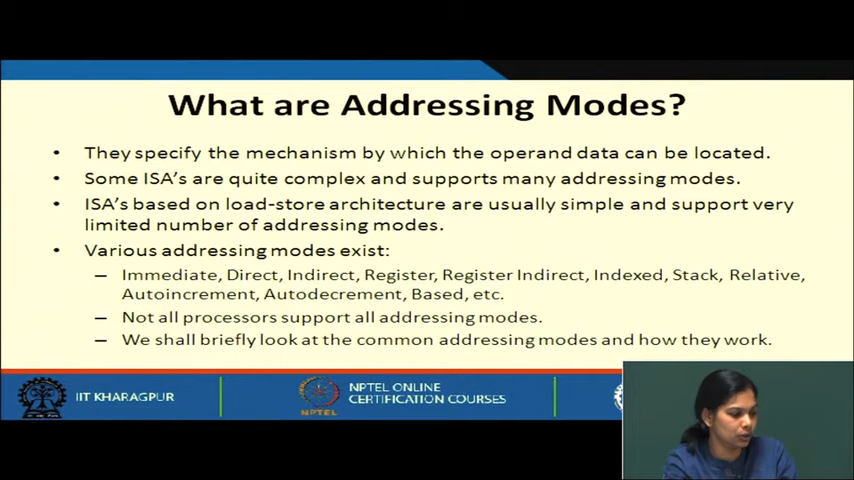 What are Addressing Modes?
• They specify the mechanism by which the operand data can be located.
• Some ISA's are quite complex and supports many addressing modes.
• ISA's based on load-store architecture are usually simple and support very
limited number of addressing modes.
• Various addressing modes exist:
– Immediate, Direct, Indirect, Register, Register Indirect, Indexed, Stack, Relative,
Autoincrement, Autodecrement, Based, etc.
– Not all processors support all addressing modes.
– We shall briefly look at the common addressing modes and how they work.
IIT KHARAGPUR
NPTEL
NPTEL ONLINE
CERTIFICATION COURSES